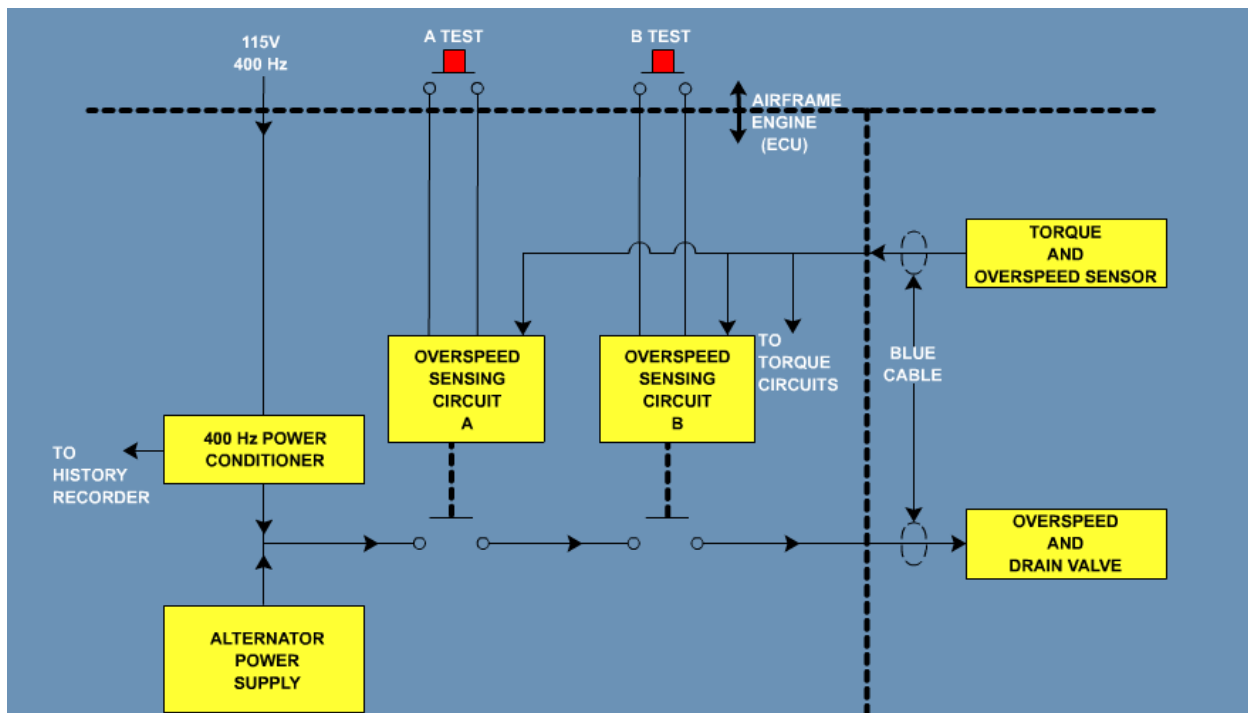 115V
400 Hz
A TEST
B TEST
AIRFRAME
ENGINE
(ECU)
TORQUE
AND
OVERSPEED SENSOR
OVERSPEED
SENSING
CIRCUIT
A
OVERSPEED
SENSING
CIRCUIT
B
TO
TORQUE
CIRCUITS
BLUE
CABLE
400 Hz POWER
CONDITIONER
TO
HISTORY
RECORDER
OVERSPEED
AND
DRAIN VALVE
ALTERNATOR
POWER
SUPPLY